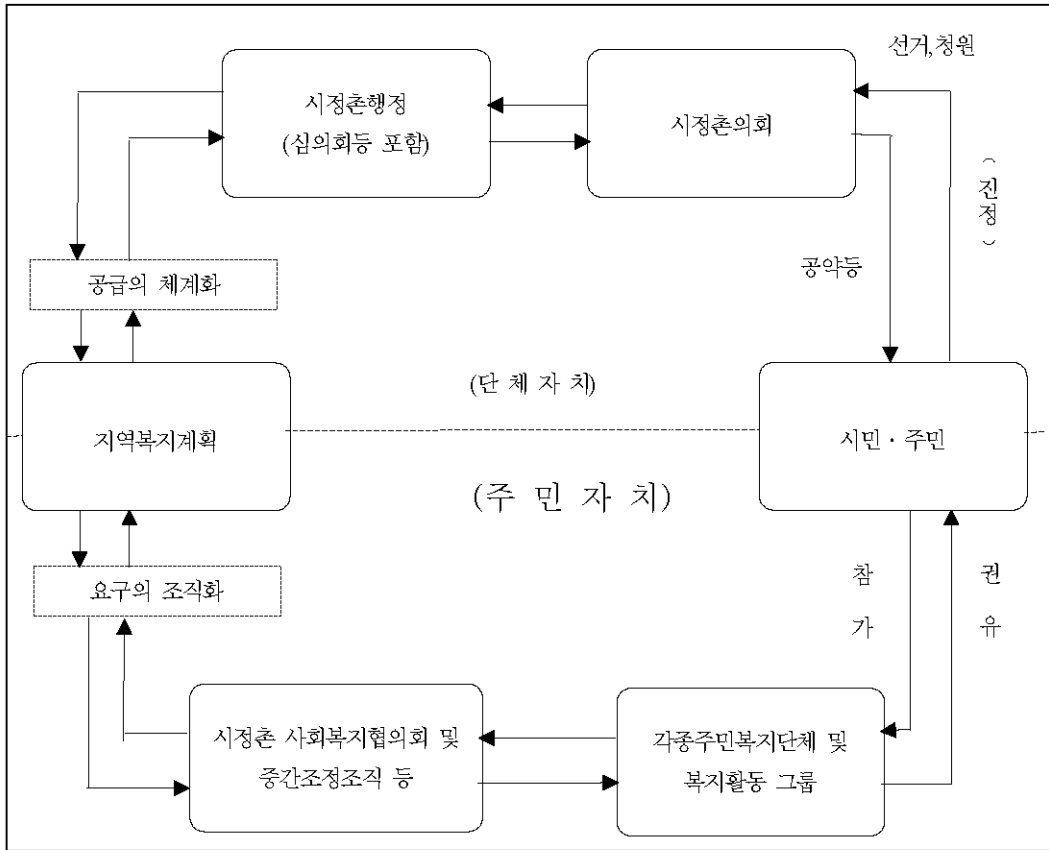 선거,청원
시정촌행정
(심의회등 포함)
시정촌의회
(진정)
공급의 체계화
공약등
(단 체 자 치)
지역복지계획
시민 · 주민
(주 민 자 치)
요구의 조직화
참가
권유
시정촌 사회복지협의회 및
중간조정조직 등
각종주민복지단체 및
복지활동 그룹